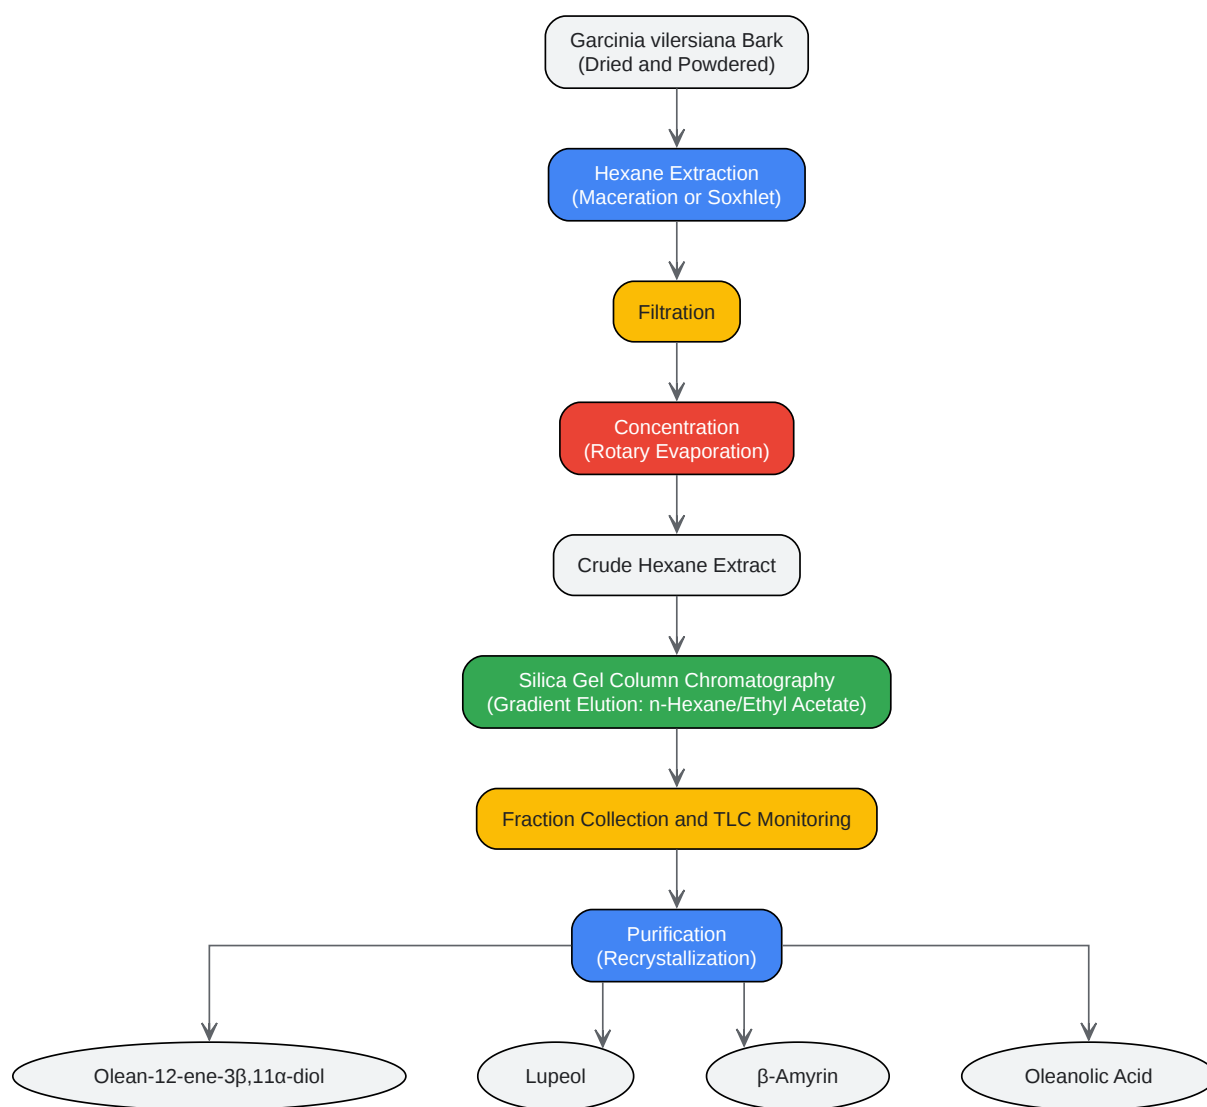 Garcinia vilersiana Bark
(Dried and Powdered)
Hexane Extraction
(Maceration or Soxhlet)
Filtration
Concentration
(Rotary Evaporation)
Crude Hexane Extract
Silica Gel Column Chromatography
(Gradient Elution: n-Hexane/Ethyl Acetate)
Fraction Collection and TLC Monitoring
Purification
(Recrystallization)
Olean-12-ene-3β,11α-diol
Lupeol
β-Amyrin
Oleanolic Acid